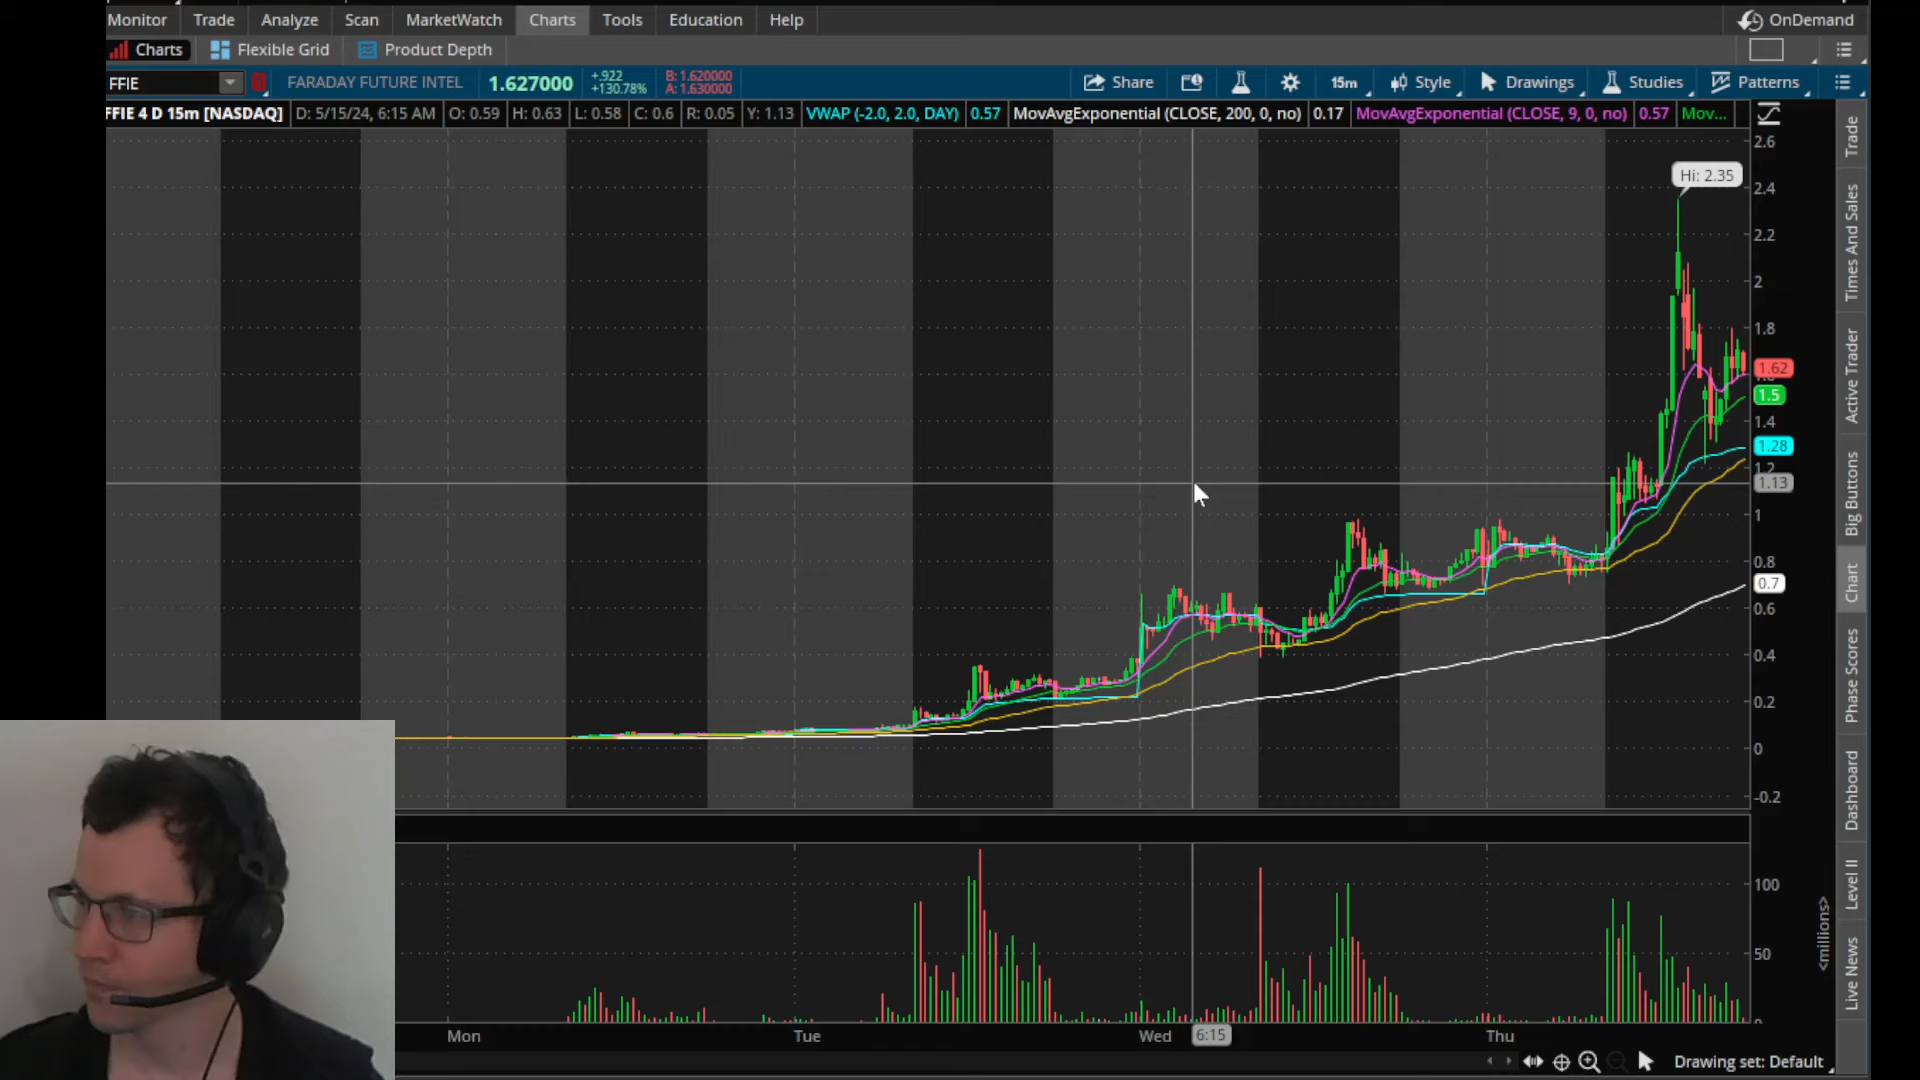 Monitor Trade Analyze Scan MarketWatch Charts Tools Education Help OnDemand
Charts Flexible Grid Product Depth
FFIE FARADAY FUTURE INTEL 1.627000 +.922 +130.78% B: 1.620000 A: 1.630000 Share 15m Style Drawings Studies Patterns
FFIE 4 D 15m [NASDAQ] D: 5/15/24, 6:15 AM O: 0.59 H: 0.63 L: 0.58 C: 0.6 R: 0.05 Y: 1.13 VWAP (-2.0, 2.0, DAY) 0.57 MovAvgExponential (CLOSE, 200, 0, no) 0.17 MovAvgExponential (CLOSE, 9, 0, no) 0.57 Mov...
2.6
Hi: 2.35
2.4
2.2
2
1.8
1.62
1.5
1.4
1.28
1.2
1.13
1
0.8
0.7
0.6
0.4
0.2
0
-0.2
100
50
<millions>
Mon Tue Wed 6:15 Thu
Drawing set: Default
Trade
Times And Sales
Active Trader
Big Buttons
Chart
Phase Scores
Dashboard
Level II
Live News